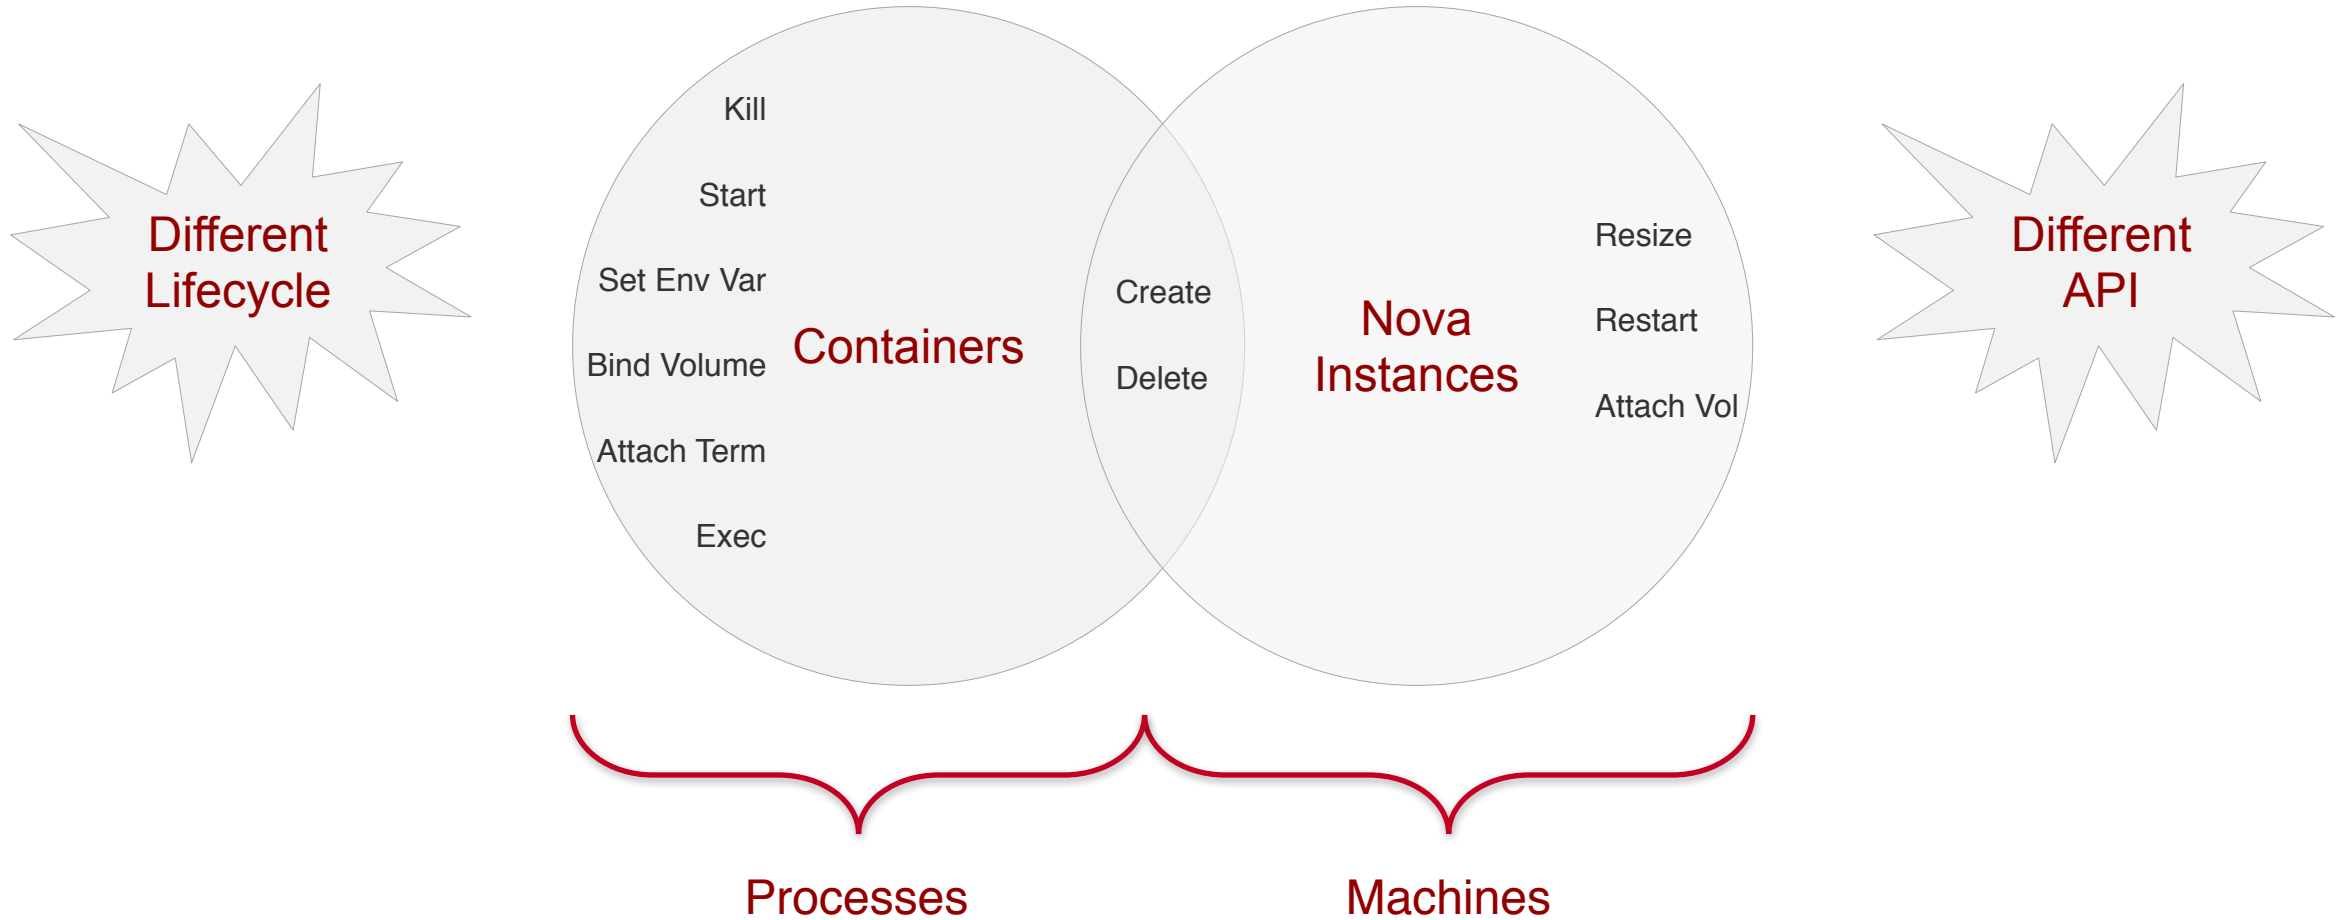 Different
Lifecycle
Kill
Start
Set Env Var
Bind Volume
Attach Term
Exec
Containers
Create
Delete
Nova
Instances
Resize
Restart
Attach Vol
Different
API
Processes
Machines